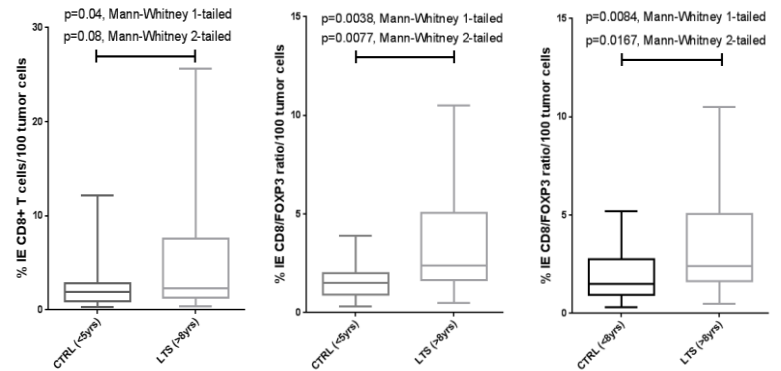 p=0.04, Mann-Whitney 1-tailed
p=0.08, Mann-Whitney 2-tailed
% IE CD8+ T cells/100 tumor cells
30
20
10
0
CTRL (<5yrs)
LTS (>8yrs)
p=0.0038, Mann-Whitney 1-tailed
p=0.0077, Mann-Whitney 2-tailed
% IE CD8/FOXP3 ratio/100 tumor cells
15
10
5
0
CTRL (<5yrs)
LTS (>8yrs)
p=0.0084, Mann-Whitney 1-tailed
p=0.0167, Mann-Whitney 2-tailed
% IE CD8/FOXP3 ratio/100 tumor cells
15
10
5
0
CTRL (<8yrs)
LTS (>8yrs)